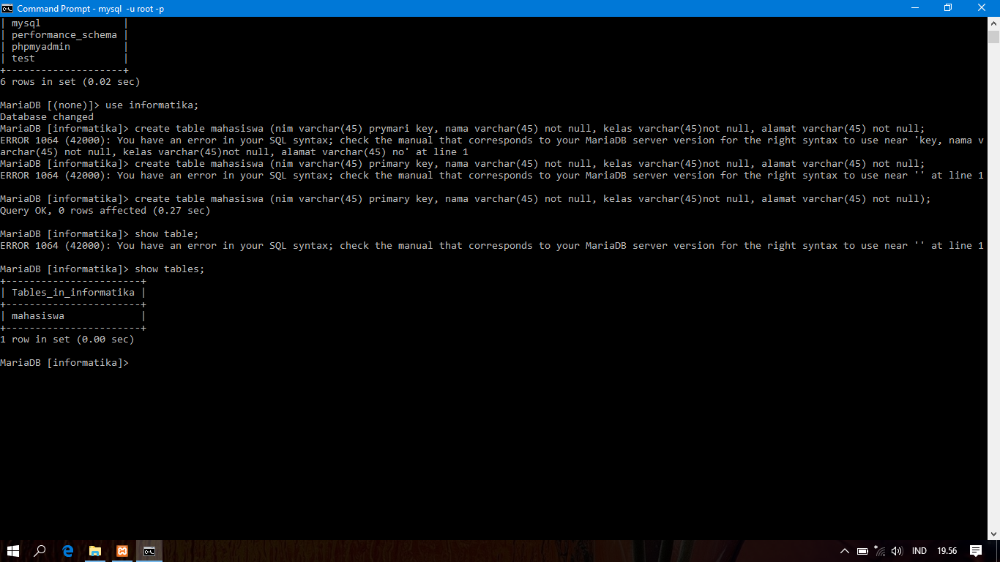 Command Prompt - mysql -u root -p
| mysql              |
| performance_schema |
| phpmyadmin         |
| test               |
+--------------------+
6 rows in set (0.02 sec)
MariaDB [(none)]> use informatika;
Database changed
MariaDB [informatika]> create table mahasiswa (nim varchar(45) prymari key, nama varchar(45) not null, kelas varchar(45)not null, alamat varchar(45) not null;
ERROR 1064 (42000): You have an error in your SQL syntax; check the manual that corresponds to your MariaDB server version for the right syntax to use near 'key, nama v
archar(45) not null, kelas varchar(45)not null, alamat varchar(45) no' at line 1
MariaDB [informatika]> create table mahasiswa (nim varchar(45) primary key, nama varchar(45) not null, kelas varchar(45)not null, alamat varchar(45) not null;
ERROR 1064 (42000): You have an error in your SQL syntax; check the manual that corresponds to your MariaDB server version for the right syntax to use near '' at line 1
MariaDB [informatika]> create table mahasiswa (nim varchar(45) primary key, nama varchar(45) not null, kelas varchar(45)not null, alamat varchar(45) not null);
Query OK, 0 rows affected (0.27 sec)
MariaDB [informatika]> show table;
ERROR 1064 (42000): You have an error in your SQL syntax; check the manual that corresponds to your MariaDB server version for the right syntax to use near '' at line 1
MariaDB [informatika]> show tables;
+-----------------------+
| Tables_in_informatika |
+-----------------------+
| mahasiswa             |
+-----------------------+
1 row in set (0.00 sec)
MariaDB [informatika]>
IND 19.56